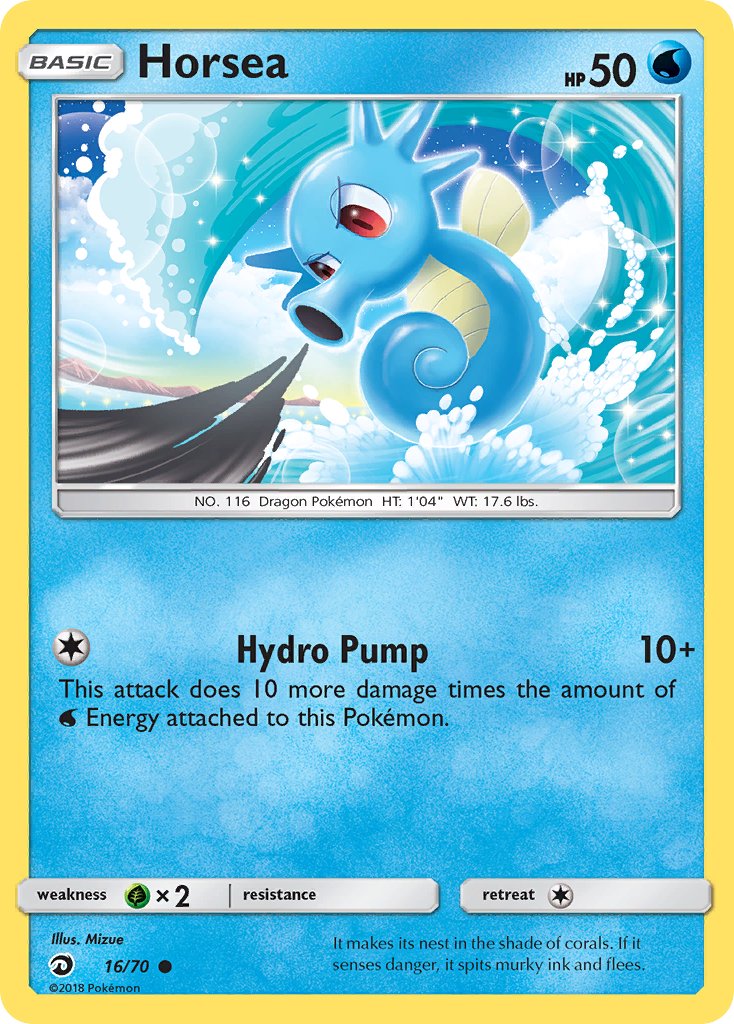 BASIC Horsea HP 50
NO. 116 Dragon Pokémon HT: 1'04" WT: 17.6 lbs.
Hydro Pump 10+
This attack does 10 more damage times the amount of
Energy attached to this Pokémon.
weakness ×2 resistance retreat
Illus. Mizue
16/70
©2018 Pokémon
It makes its nest in the shade of corals. If it
senses danger, it spits murky ink and flees.